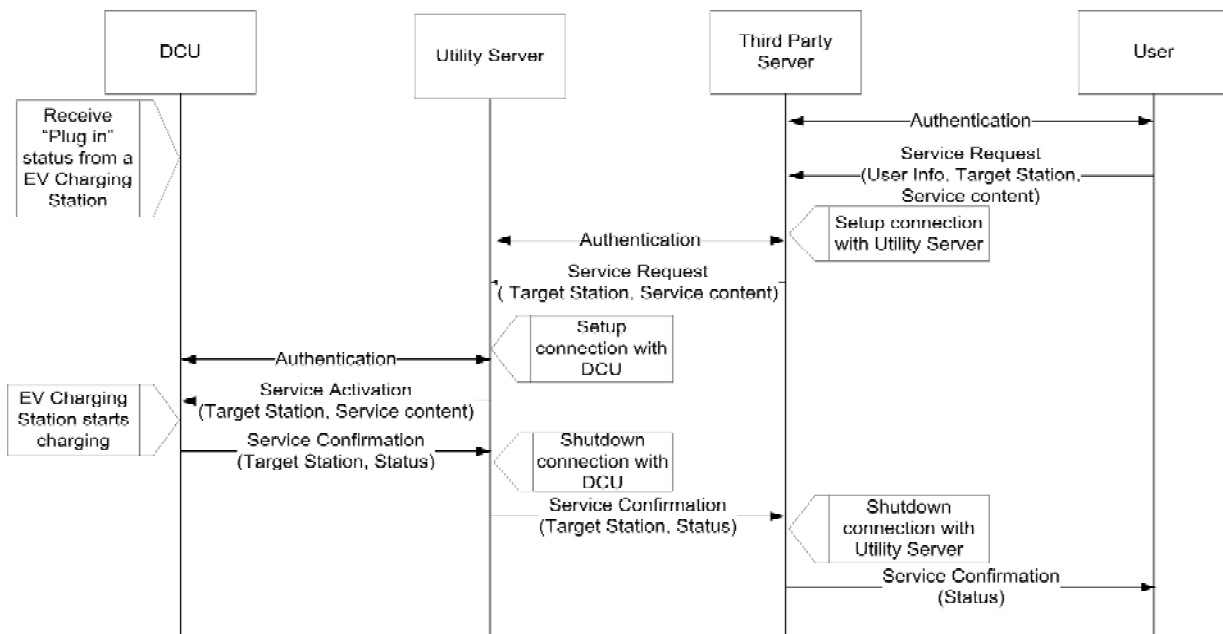 DCU
Utility Server
Third Party
Server
User
Receive
“Plug in”
status from a
EV Charging
Station
Authentication
Service Request
(User Info, Target Station,
Service content)
Setup connection
with Utility Server
Authentication
Service Request
( Target Station, Service content)
Setup
connection with
DCU
Authentication
Service Activation
(Target Station, Service content)
EV Charging
Station starts
charging
Service Confirmation
(Target Station, Status)
Shutdown
connection with
DCU
Service Confirmation
(Target Station, Status)
Shutdown
connection with
Utility Server
Service Confirmation
(Status)